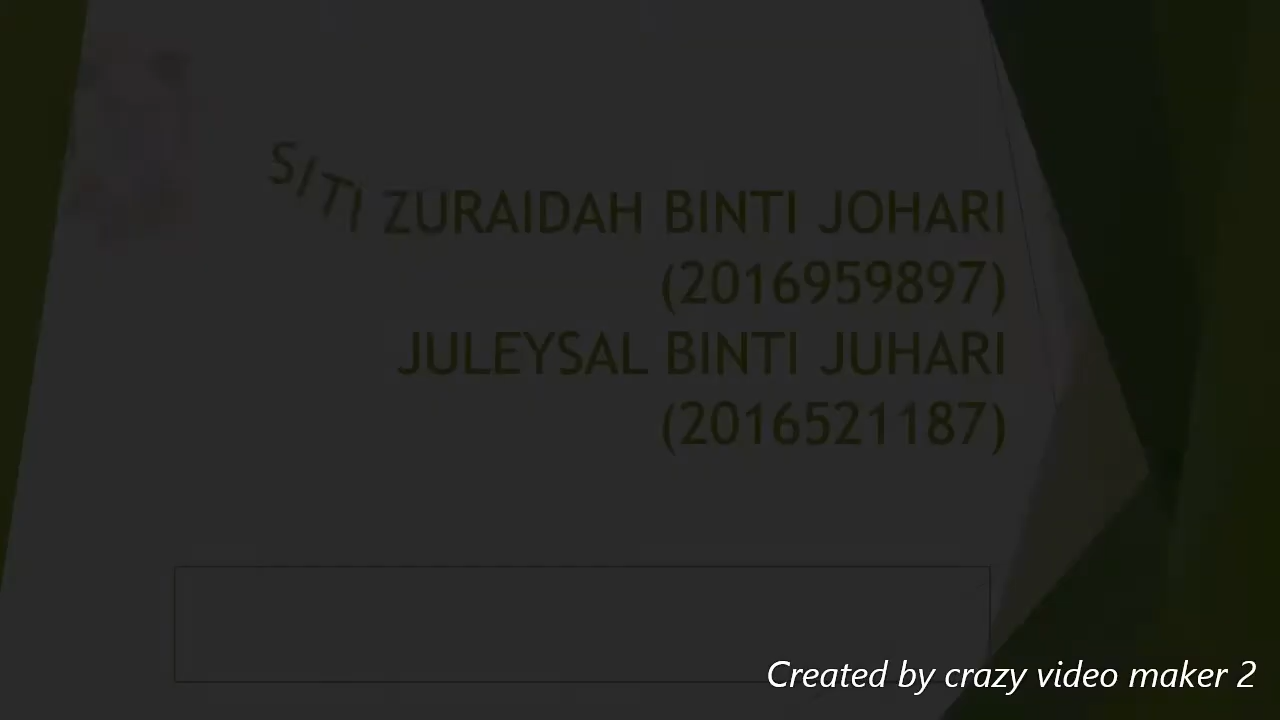 SITI ZURAIDAH BINTI JOHARI
(2016959897)
JULEYSAL BINTI JUHARI
(2016521187)
Created by crazy video maker 2